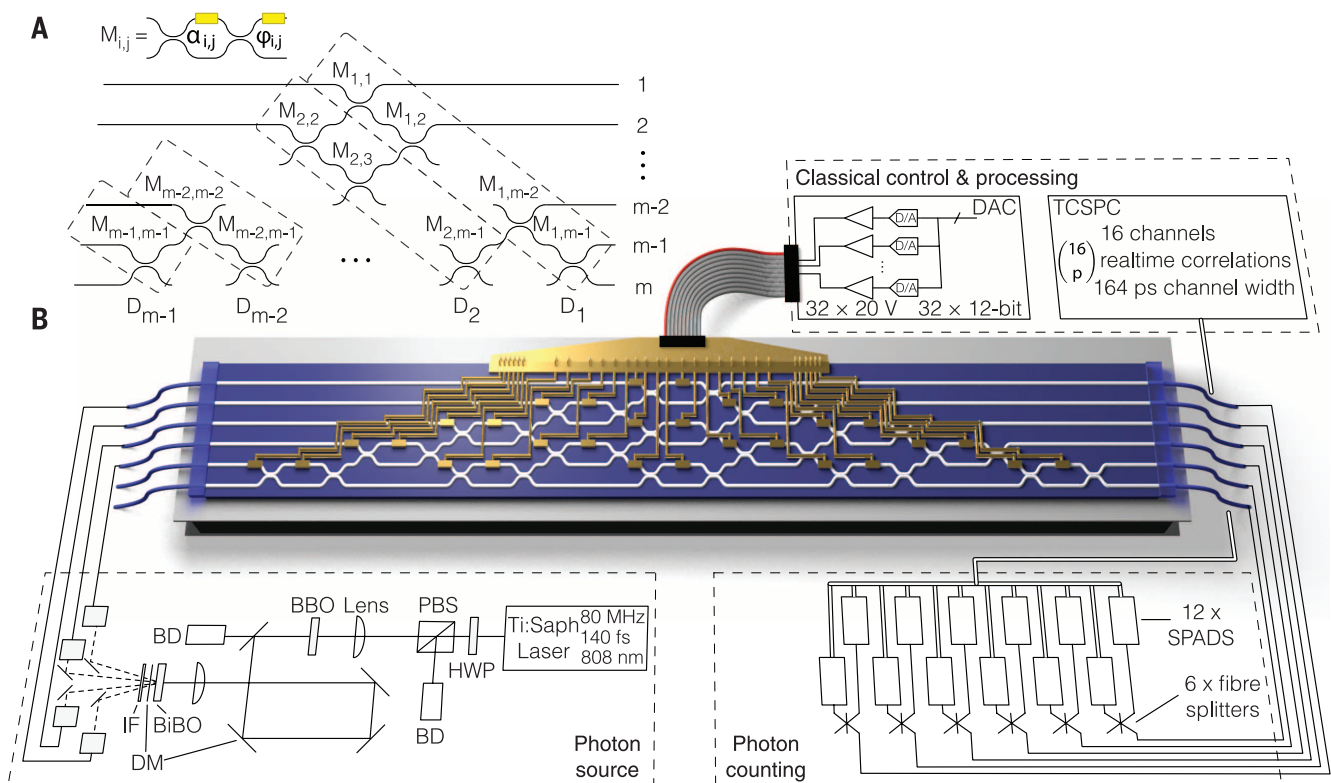 A
M i,j =
α i,j
φ i,j
M 1,1
1
M 2,2
M 1,2
2
M 2,3
M m-2,m-2
M 1,m-2
m-2
M m-1,m-1
M m-2,m-1
M 2,m-1
M 1,m-1
m-1
...
m
D m-1
D m-2
D 2
D 1
Classical control & processing
DAC
D/A
D/A
D/A
32 × 20 V
32 × 12-bit
TCSPC
16 channels
(16 p) realtime correlations
164 ps channel width
B
BBO
Lens
PBS
BD
HWP
Ti:Saph
Laser
80 MHz
140 fs
808 nm
IF
BiBO
BD
DM
Photon
source
12 x
SPADS
6 x fibre
splitters
Photon
counting